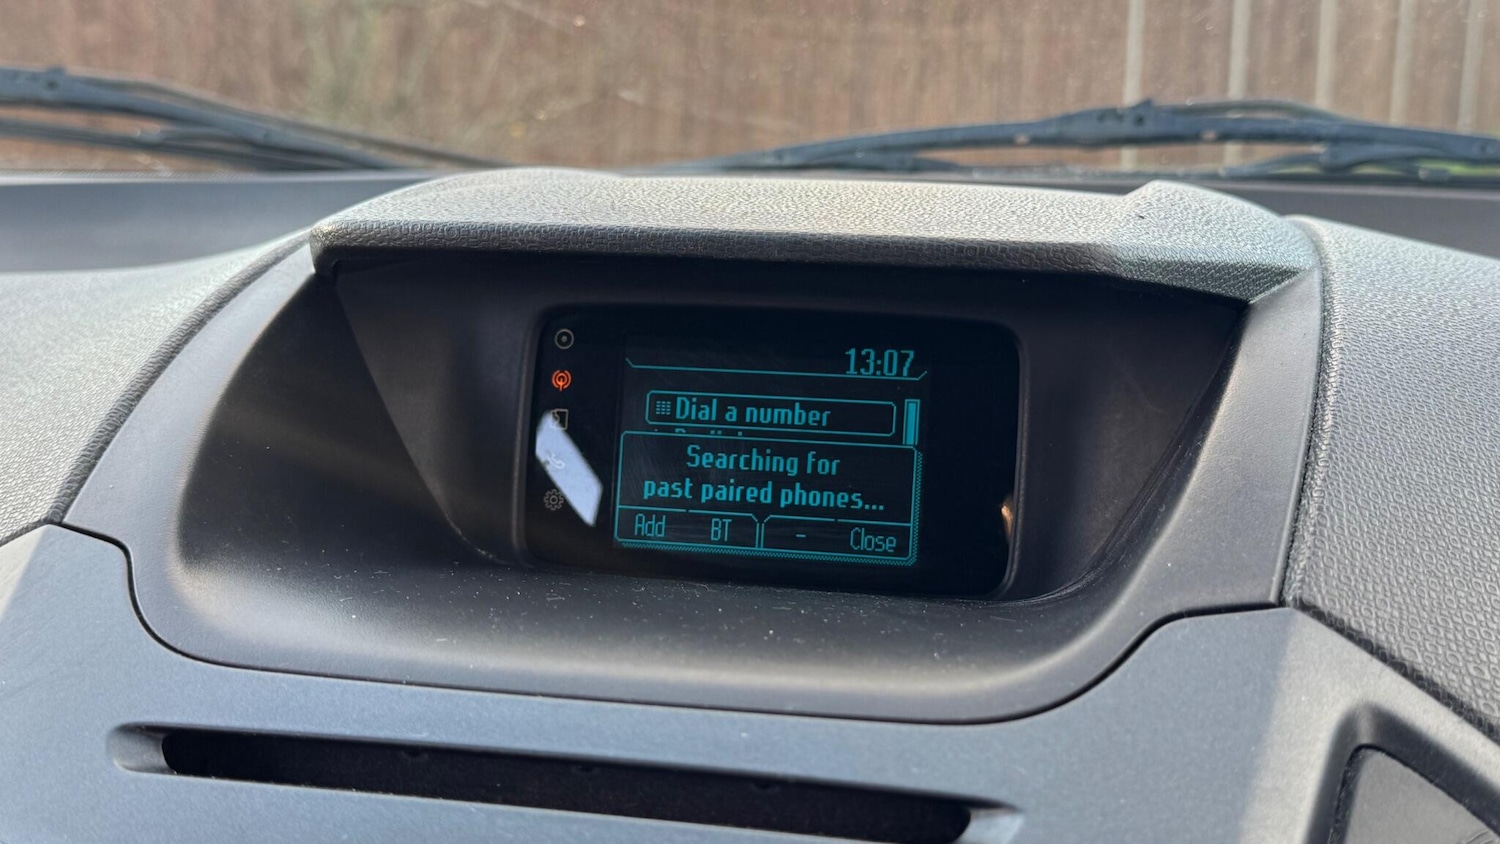 13:07
Dial a number
Searching for
past paired phones...
Add BT - Close